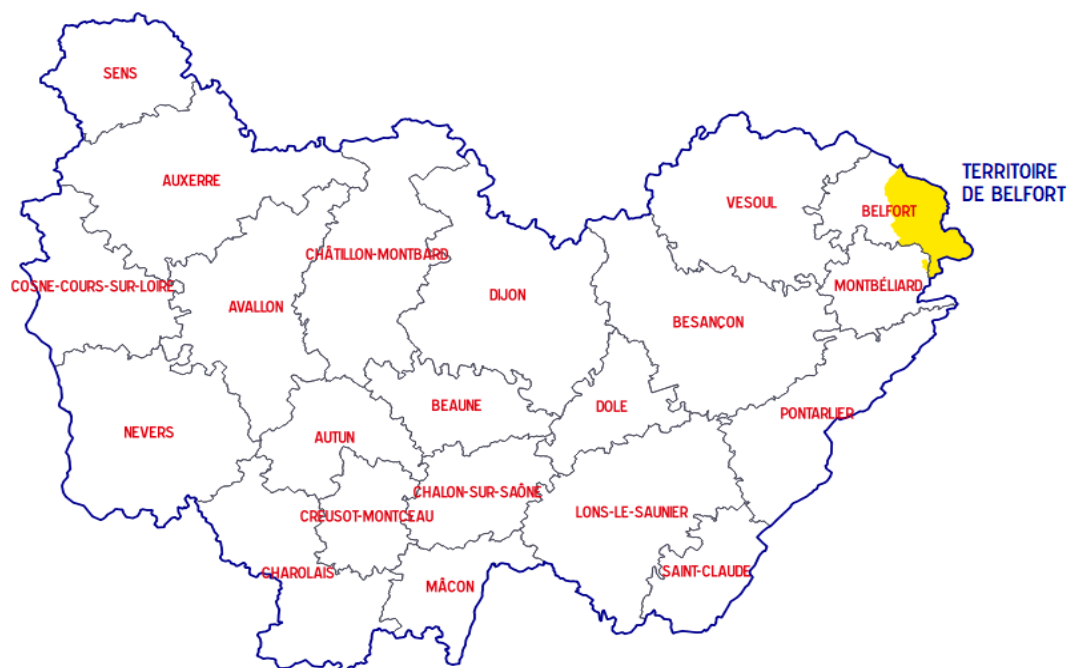 SENS
AUXERRE
TERRITOIRE
DE BELFORT
VESOUL
BELFORT
CHÂTILLON-MONTBARD
COSNE-COURS-SUR-LOIRE
MONTBÉLIARD
DIJON
AVALLON
BESANÇON
BEAUNE
DOLE
PONTARLIER
NEVERS
AUTUN
CHALON-SUR-SAÔNE
LONS-LE-SAUNIER
CREUSOT-MONTCEAU
SAINT-CLAUDE
CHAROLAIS
MÂCON